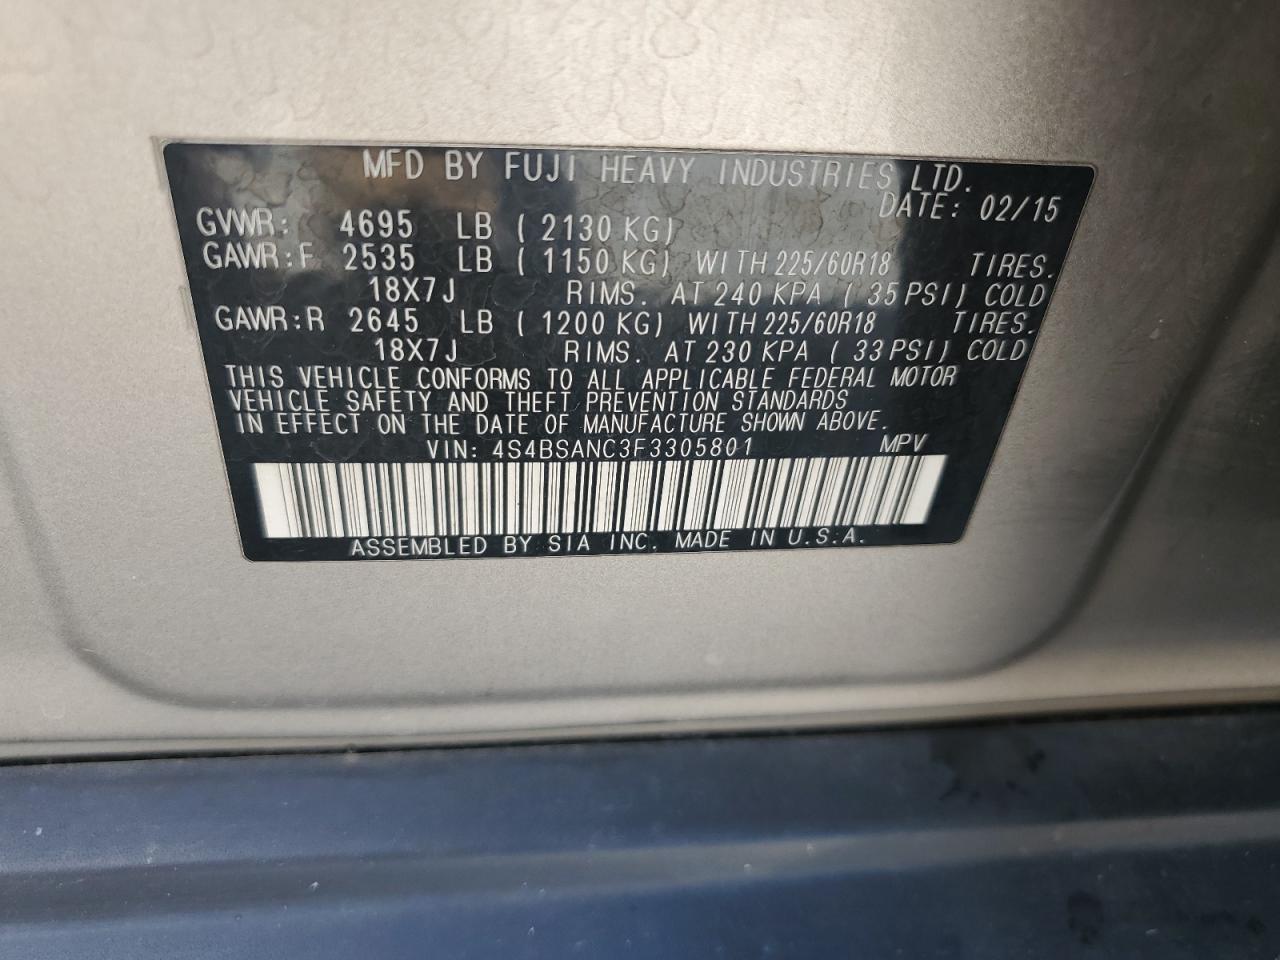 MFD BY FUJI HEAVY INDUSTRIES LTD.
DATE: 02/15
GVWR: 4695 LB ( 2130 KG)
GAWR:F 2535 LB ( 1150 KG) WITH 225/60R18 TIRES.
18X7J RIMS. AT 240 KPA ( 35 PSI) COLD
GAWR:R 2645 LB ( 1200 KG) WITH 225/60R18 TIRES.
18X7J RIMS. AT 230 KPA ( 33 PSI) COLD
THIS VEHICLE CONFORMS TO ALL APPLICABLE FEDERAL MOTOR
VEHICLE SAFETY AND THEFT PREVENTION STANDARDS
IN EFFECT ON THE DATE OF MANUFACTURE SHOWN ABOVE.
VIN: 4S4BSANC3F3305801 MPV
ASSEMBLED BY SIA INC. MADE IN U.S.A.